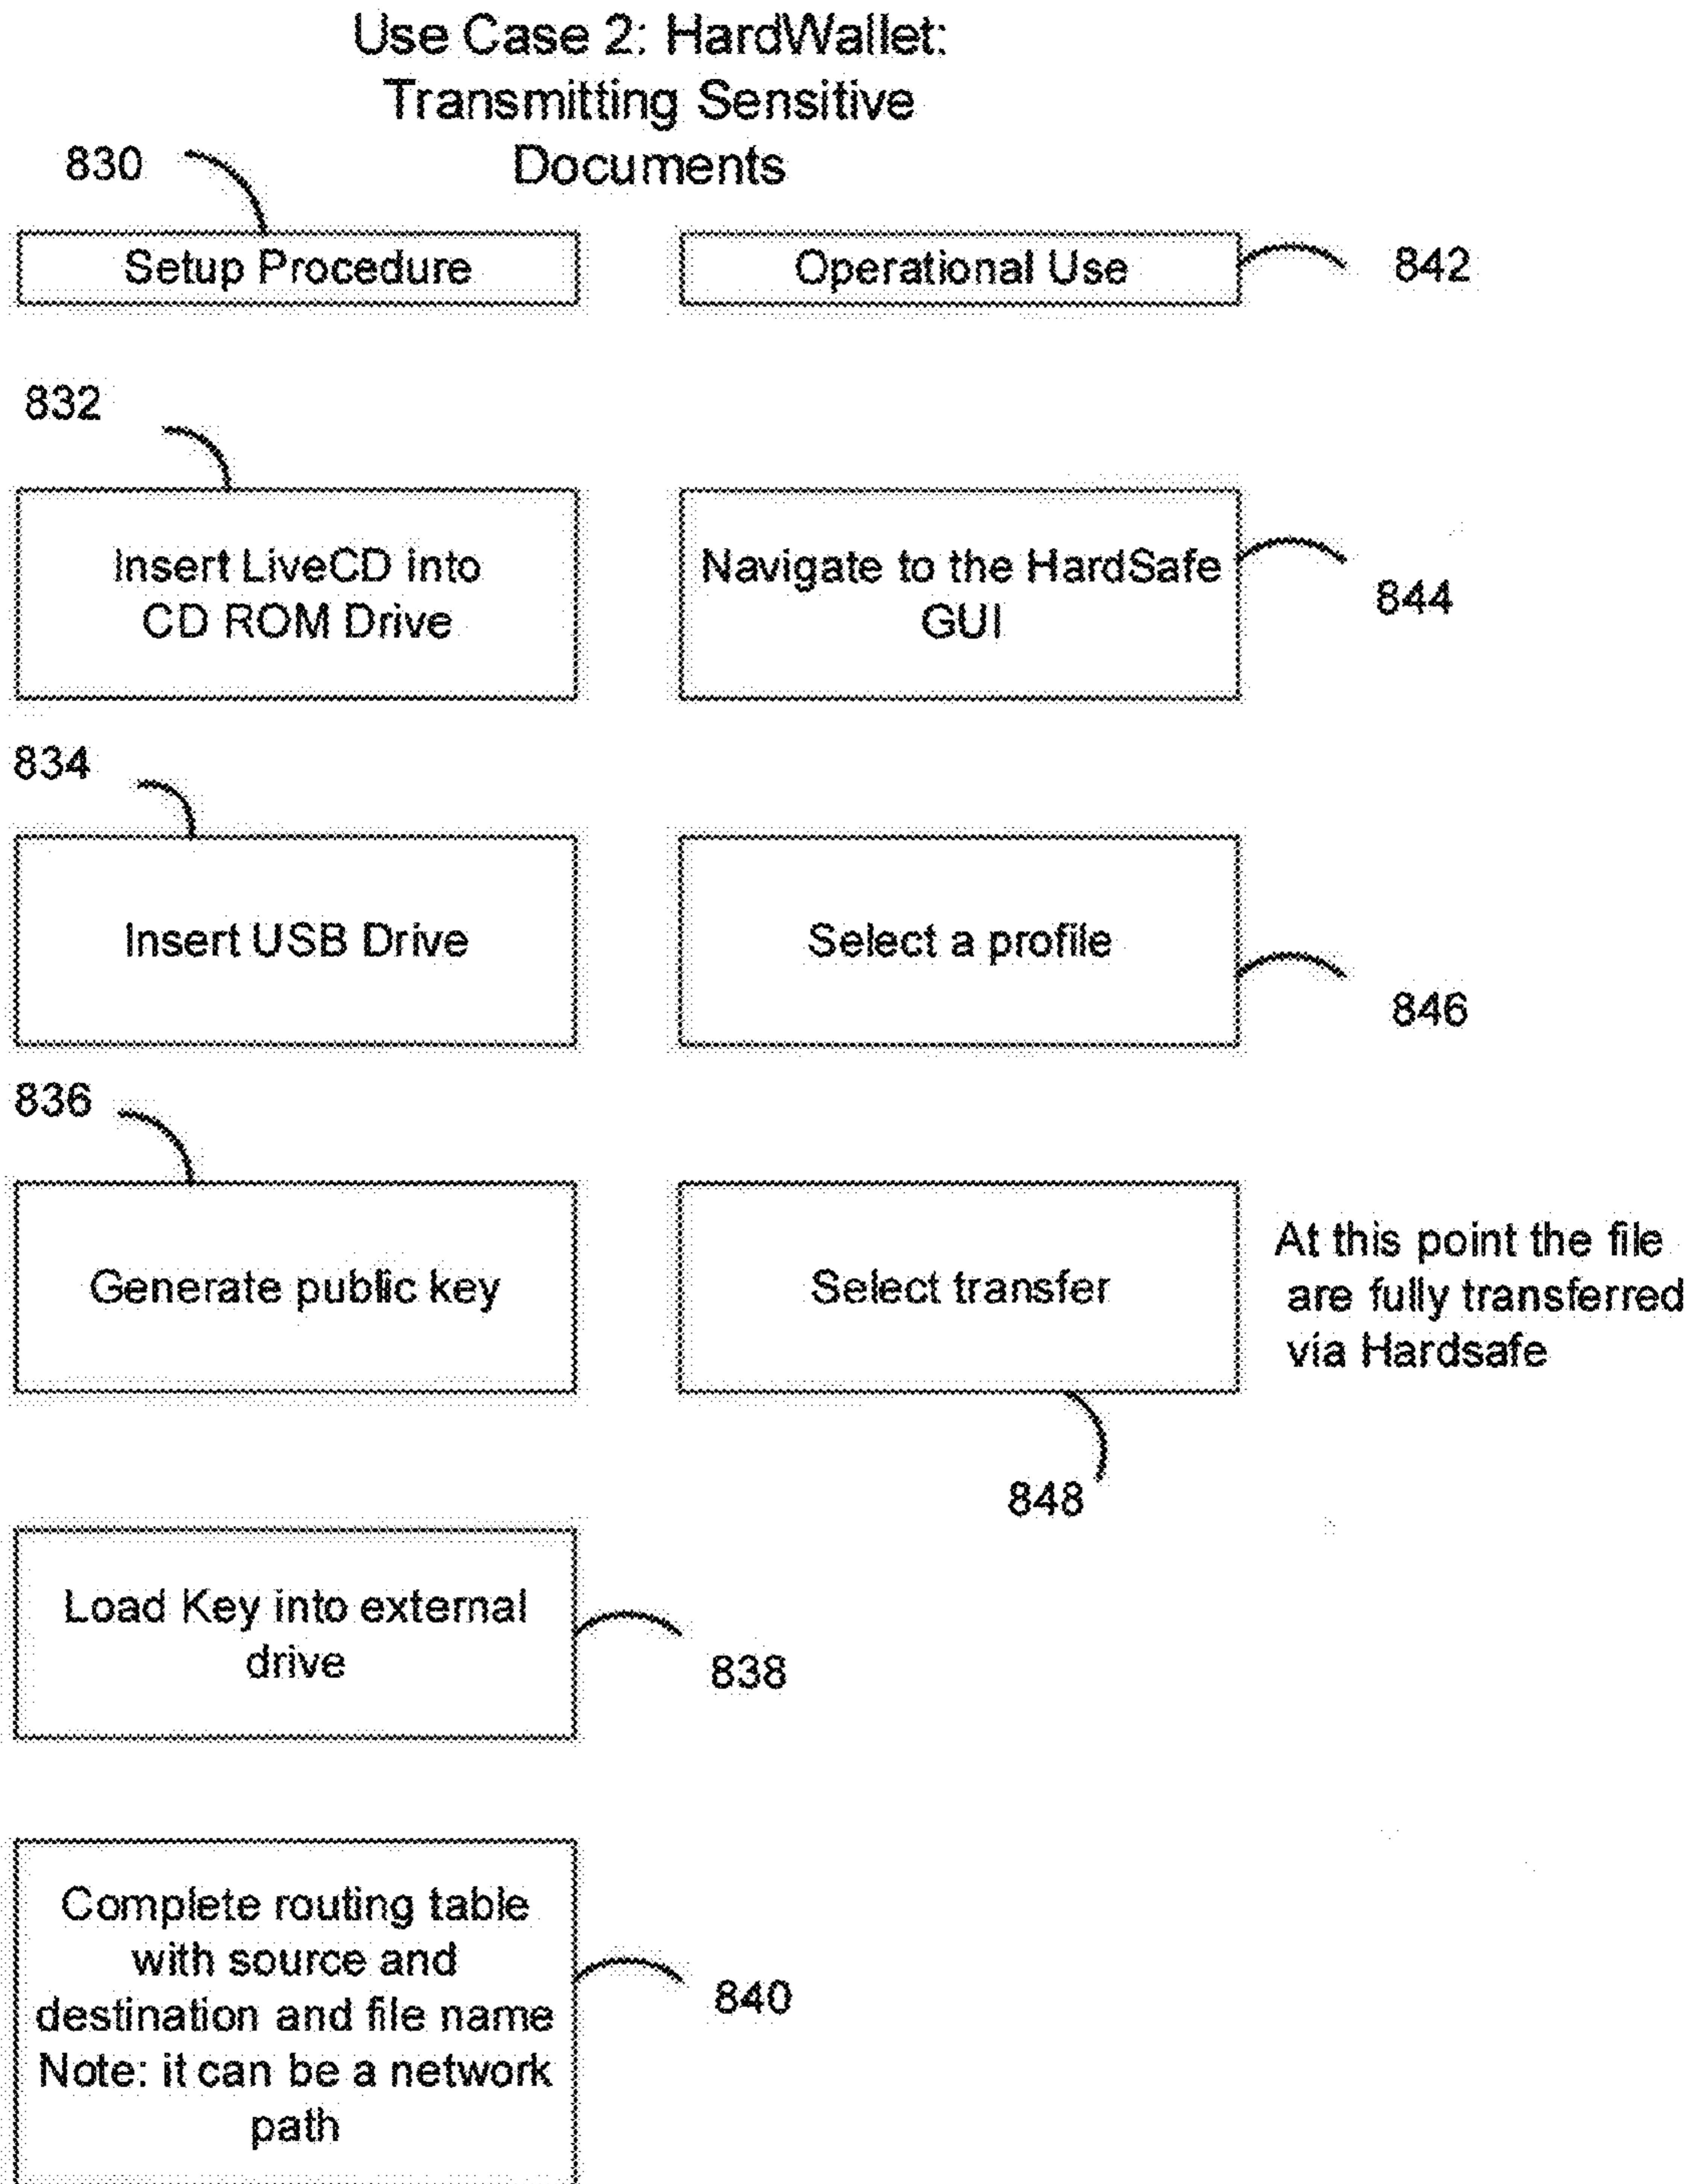 Use Case 2: HardWallet:
Transmitting Sensitive
Documents
830
Setup Procedure
Operational Use
842
832
Insert LiveCD into
CD ROM Drive
Navigate to the HardSafe
GUI
844
834
Insert USB Drive
Select a profile
846
836
Generate public key
Select transfer
At this point the file
are fully transferred
via Hardsafe
848
Load Key into external
drive
838
Complete routing table
with source and
destination and file name
Note: it can be a network
path
840